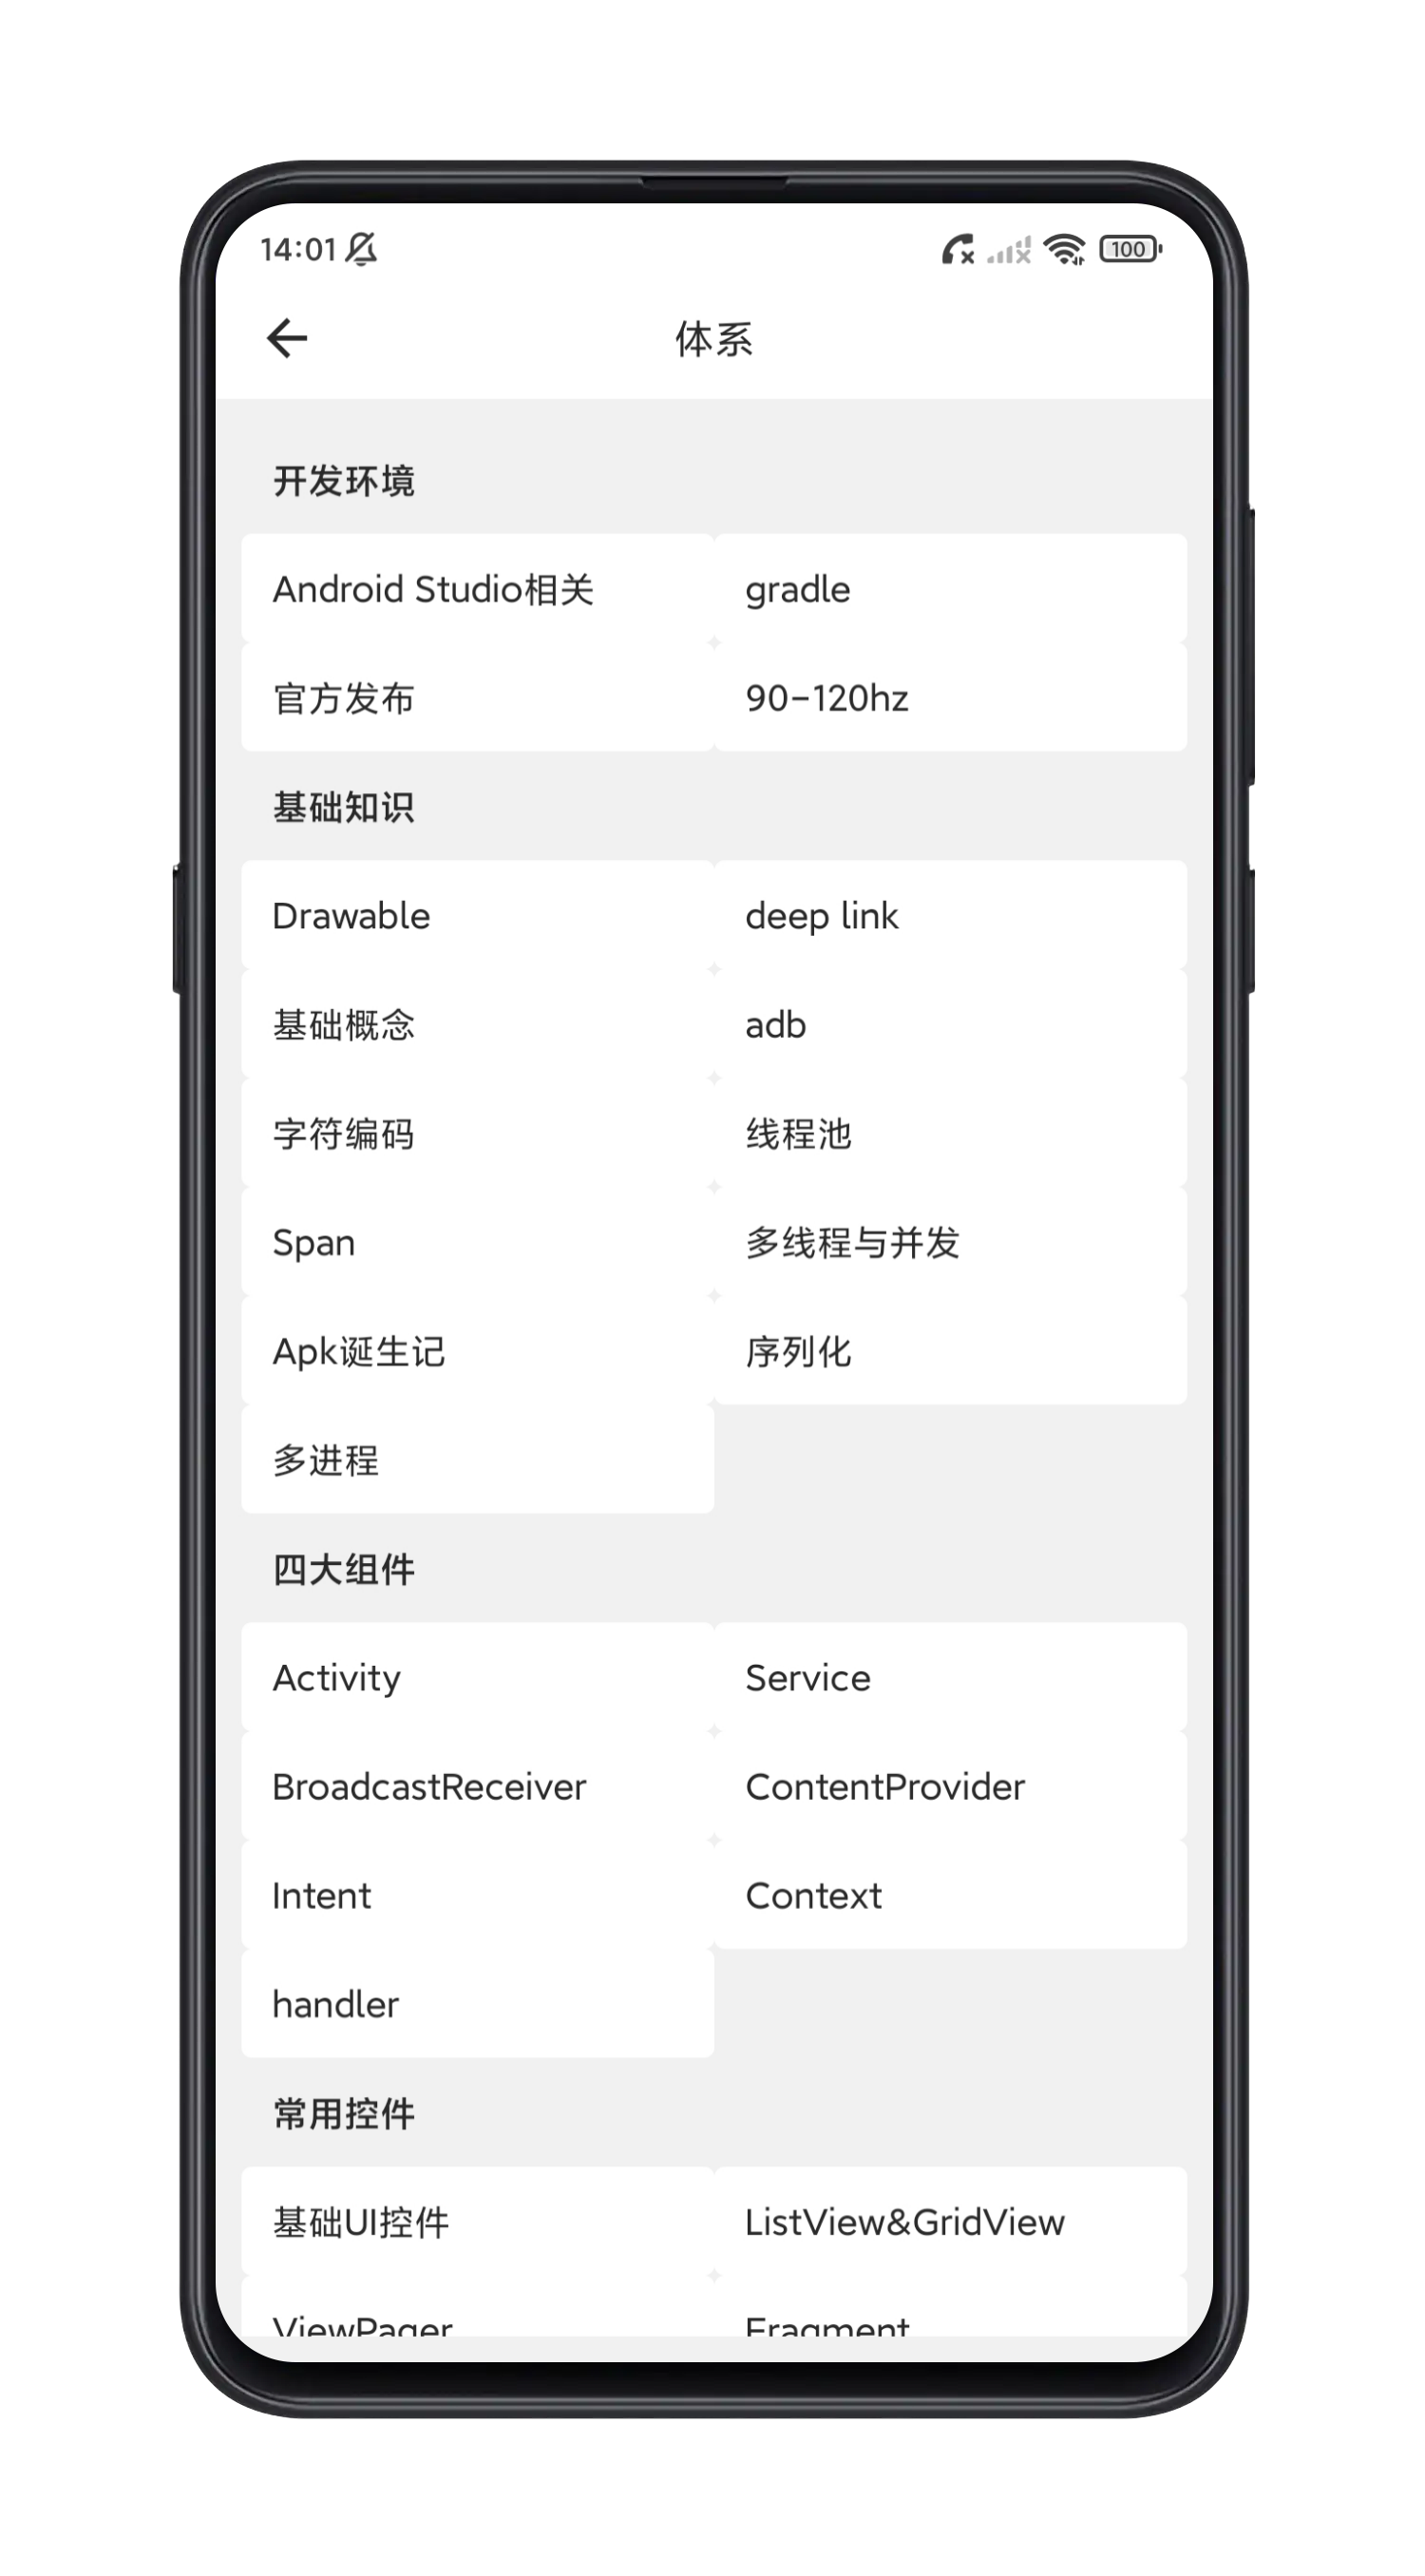 14:01
100
体系
开发环境
Android Studio相关
gradle
官方发布
90-120hz
基础知识
Drawable
deep link
基础概念
adb
字符编码
线程池
Span
多线程与并发
Apk诞生记
序列化
多进程
四大组件
Activity
Service
BroadcastReceiver
ContentProvider
Intent
Context
handler
常用控件
基础UI控件
ListView&GridView
ViewPager
Fragment